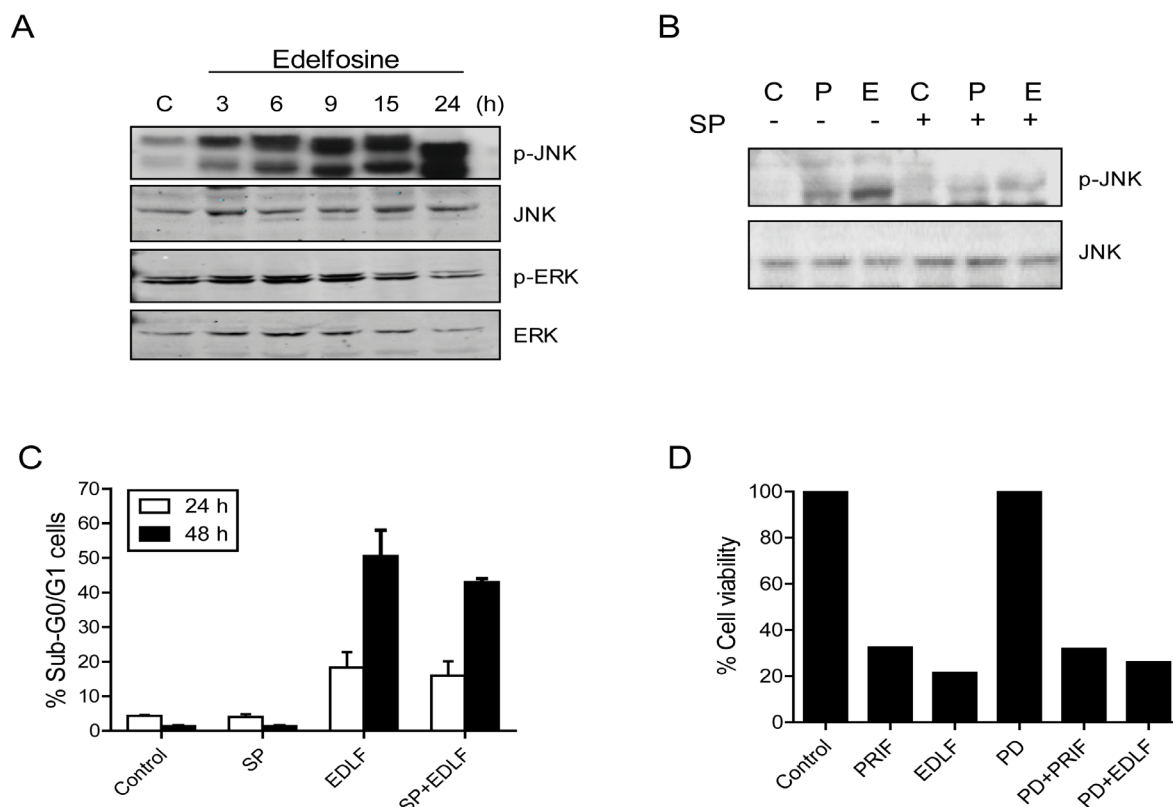 A
Edelfosine
C 3 6 9 15 24 (h)
p-JNK
JNK
p-ERK
ERK
B
C P E C P E
SP - - - + + +
p-JNK
JNK
C
% Sub-G0/G1 cells
70
60
50
40
30
20
10
0
24 h
48 h
Control SP EDLF SP+EDLF
D
% Cell viability
100
80
60
40
20
0
Control PRIF EDLF PD PD+PRIF PD+EDLF